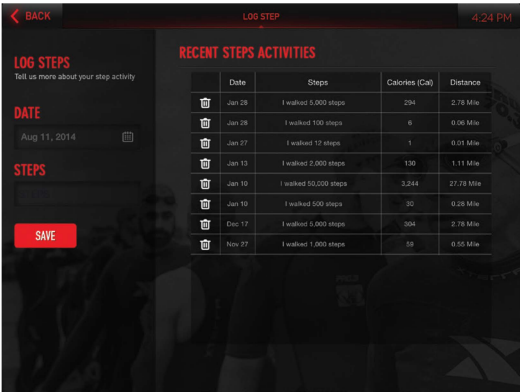 BACK
LOG STEP
4:24 PM
LOG STEPS
Tell us more about your step activity
DATE
Aug 11, 2014
STEPS
SAVE
RECENT STEPS ACTIVITIES
Date Steps Calories (Cal) Distance
Jan 28 I walked 5,000 steps 294 2.78 Mile
Jan 28 I walked 100 steps 6 0.06 Mile
Jan 27 I walked 12 steps 1 0.01 Mile
Jan 13 I walked 2,000 steps 130 1.11 Mile
Jan 10 I walked 50,000 steps 3,244 27.78 Mile
Jan 10 I walked 500 steps 30 0.28 Mile
Dec 17 I walked 5,000 steps 304 2.78 Mile
Nov 27 I walked 1,000 steps 59 0.55 Mile